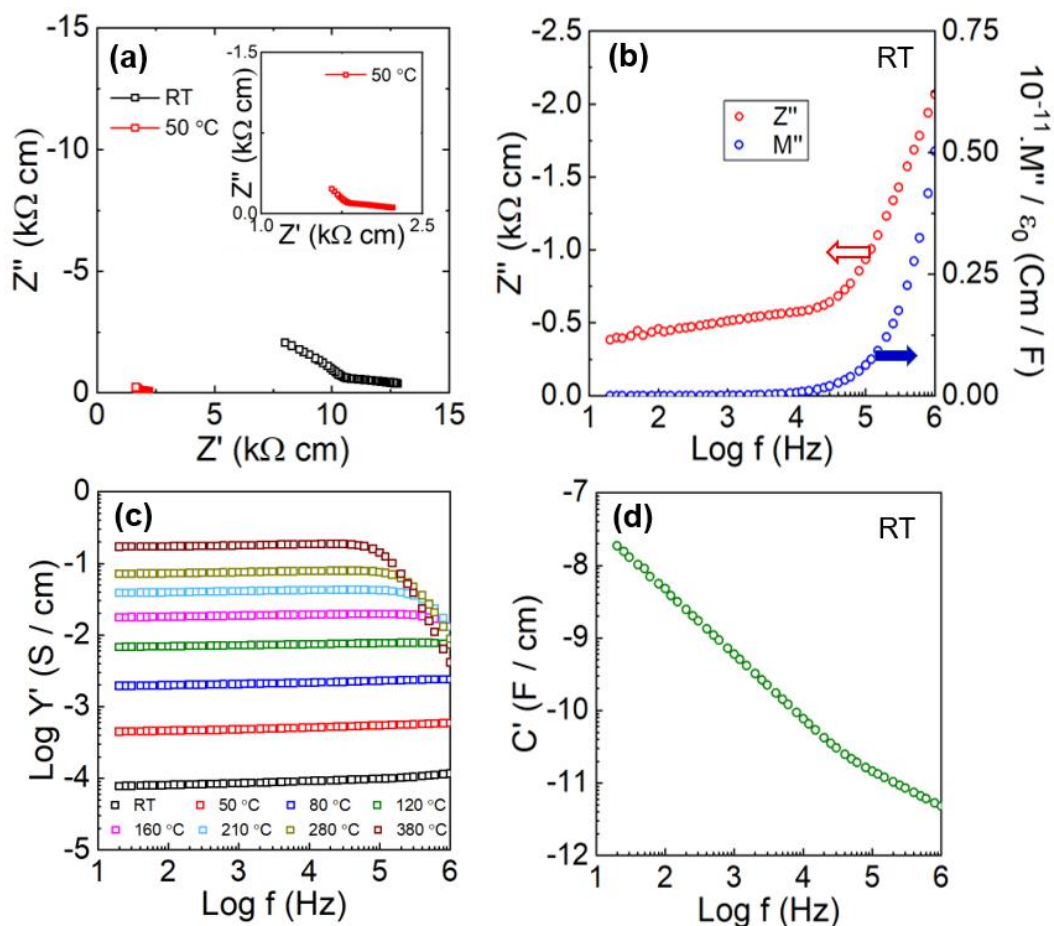 (a)
-15
-10
-5
0
Z'' (kΩ cm)
0
5
10
15
Z' (kΩ cm)
RT
50 °C
-1.5
0.0
Z'' (kΩ cm)
1.0
2.5
Z' (kΩ cm)
50 °C
(b)
RT
-2.5
-2.0
-1.5
-1.0
-0.5
0.0
Z'' (kΩ cm)
Z''
M''
0.75
0.50
0.25
0.00
10⁻¹¹.M'' / ε₀ (Cm / F)
1
2
3
4
5
6
Log f (Hz)
(c)
0
-1
-2
-3
-4
-5
Log Y' (S / cm)
RT
50 °C
80 °C
120 °C
160 °C
210 °C
280 °C
380 °C
1
2
3
4
5
6
Log f (Hz)
(d)
RT
-7
-8
-9
-10
-11
-12
C' (F / cm)
1
2
3
4
5
6
Log f (Hz)